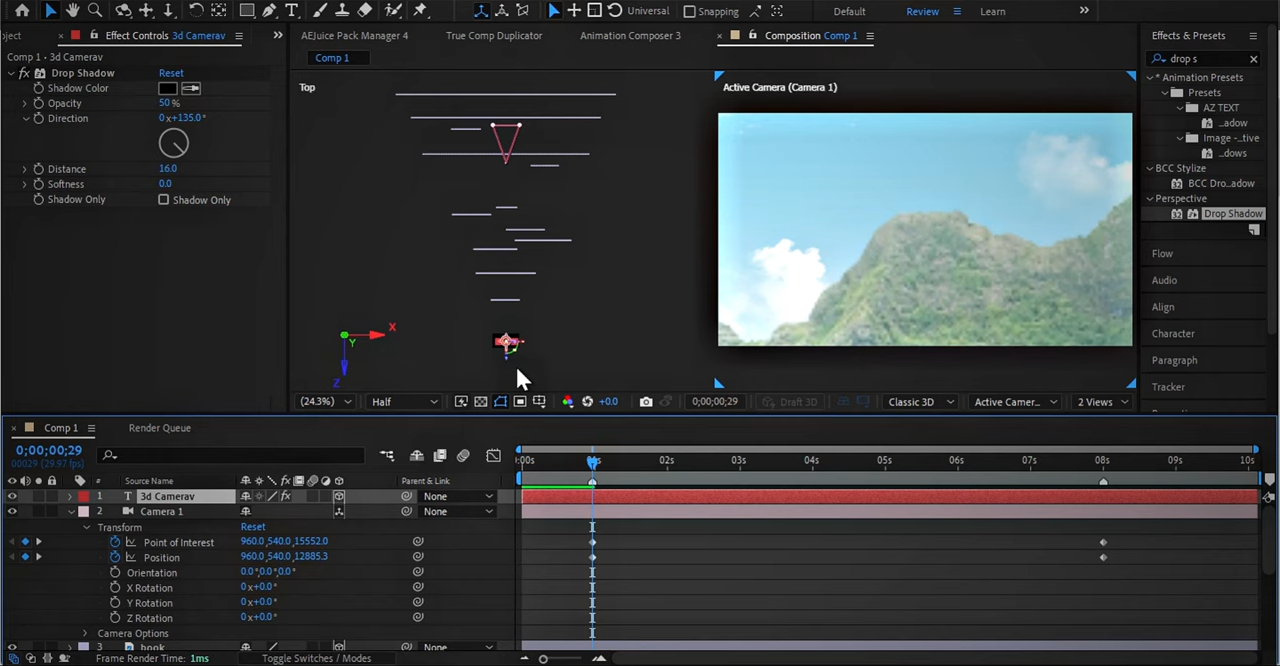 Universal
Snapping
Default
Review
Learn
Effect Controls 3d Camerav
AEJuice Pack Manager 4
True Comp Duplicator
Animation Composer 3
Composition Comp 1
Effects & Presets
Comp 1 • 3d Camerav
Comp 1
drop s
fx Drop Shadow Reset
Shadow Color
Opacity 50 %
Direction 0 x+135.0°
Distance 16.0
Softness 0.0
Shadow Only Shadow Only
Top
Active Camera (Camera 1)
X
Y
Z
* Animation Presets
Presets
AZ TEXT
..adow
Image -...tive
..dows
BCC Stylize
BCC Dro...adow
Perspective
Drop Shadow
Flow
Audio
Align
Character
Paragraph
Tracker
(24.3%)
Half
+0.0
0;00;00;29
Draft 3D
Classic 3D
Active Camer...
2 Views
Comp 1
Render Queue
0;00;00;29
00029 (29.97 fps)
:00s 02s 03s 04s 05s 06s 07s 08s 09s 10s
# Source Name
Parent & Link
1 T 3d Camerav None
2 Camera 1 None
Transform Reset
Point of Interest 960.0,540.0,15552.0
Position 960.0,540.0,12885.3
Orientation 0.0°,0.0°,0.0°
X Rotation 0 x+0.0°
Y Rotation 0 x+0.0°
Z Rotation 0 x+0.0°
Camera Options
3 hook None
Frame Render Time: 1ms
Toggle Switches / Modes